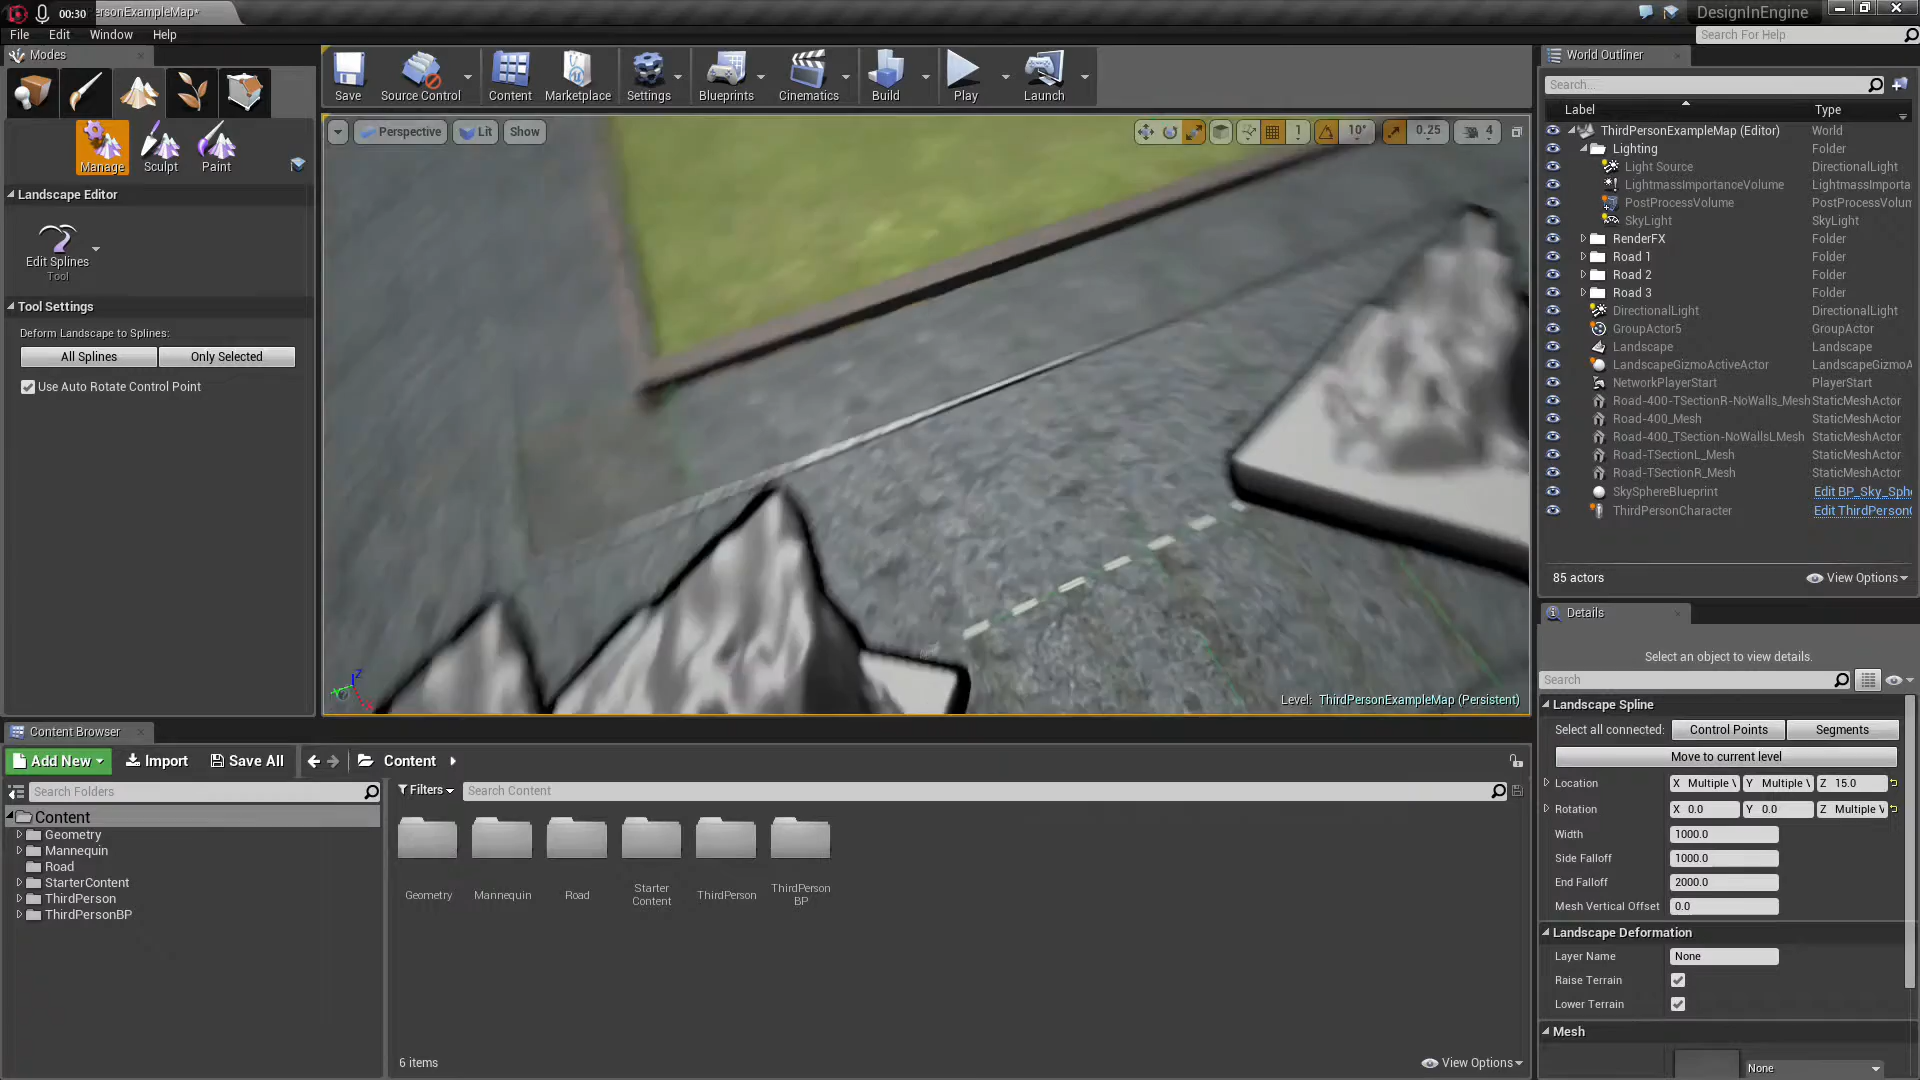 00:30
ersonExampleMap*
DesignInEngine
File Edit Window Help
Search For Help
Modes
Manage Sculpt Paint
Landscape Editor
Edit Splines
Tool
Tool Settings
Deform Landscape to Splines:
All Splines Only Selected
Use Auto Rotate Control Point
Save Source Control Content Marketplace Settings Blueprints Cinematics Build Play Launch
Perspective Lit Show
1 10° 0.25 4
Level: ThirdPersonExampleMap (Persistent)
World Outliner
Search...
Label Type
ThirdPersonExampleMap (Editor) World
Lighting Folder
Light Source DirectionalLight
LightmassImportanceVolume LightmassImporta
PostProcessVolume PostProcessVolum
SkyLight SkyLight
RenderFX Folder
Road 1 Folder
Road 2 Folder
Road 3 Folder
DirectionalLight DirectionalLight
GroupActor5 GroupActor
Landscape Landscape
LandscapeGizmoActiveActor LandscapeGizmoA
NetworkPlayerStart PlayerStart
Road-400-TSectionR-NoWalls_Mesh StaticMeshActor
Road-400_Mesh StaticMeshActor
Road-400_TSection-NoWallsLMesh StaticMeshActor
Road-TSectionL_Mesh StaticMeshActor
Road-TSectionR_Mesh StaticMeshActor
SkySphereBlueprint Edit BP_Sky_Sphe
ThirdPersonCharacter Edit ThirdPersonC
85 actors View Options
Details
Select an object to view details.
Search
Landscape Spline
Select all connected: Control Points Segments
Move to current level
Location X Multiple V Y Multiple V Z 15.0
Rotation X 0.0 Y 0.0 Z Multiple V
Width 1000.0
Side Falloff 1000.0
End Falloff 2000.0
Mesh Vertical Offset 0.0
Landscape Deformation
Layer Name None
Raise Terrain
Lower Terrain
Mesh
None
Content Browser
Add New Import Save All Content
Search Folders
Filters Search Content
Content
Geometry
Mannequin
Road
StarterContent
ThirdPerson
ThirdPersonBP
Geometry Mannequin Road Starter Content ThirdPerson ThirdPerson BP
6 items View Options